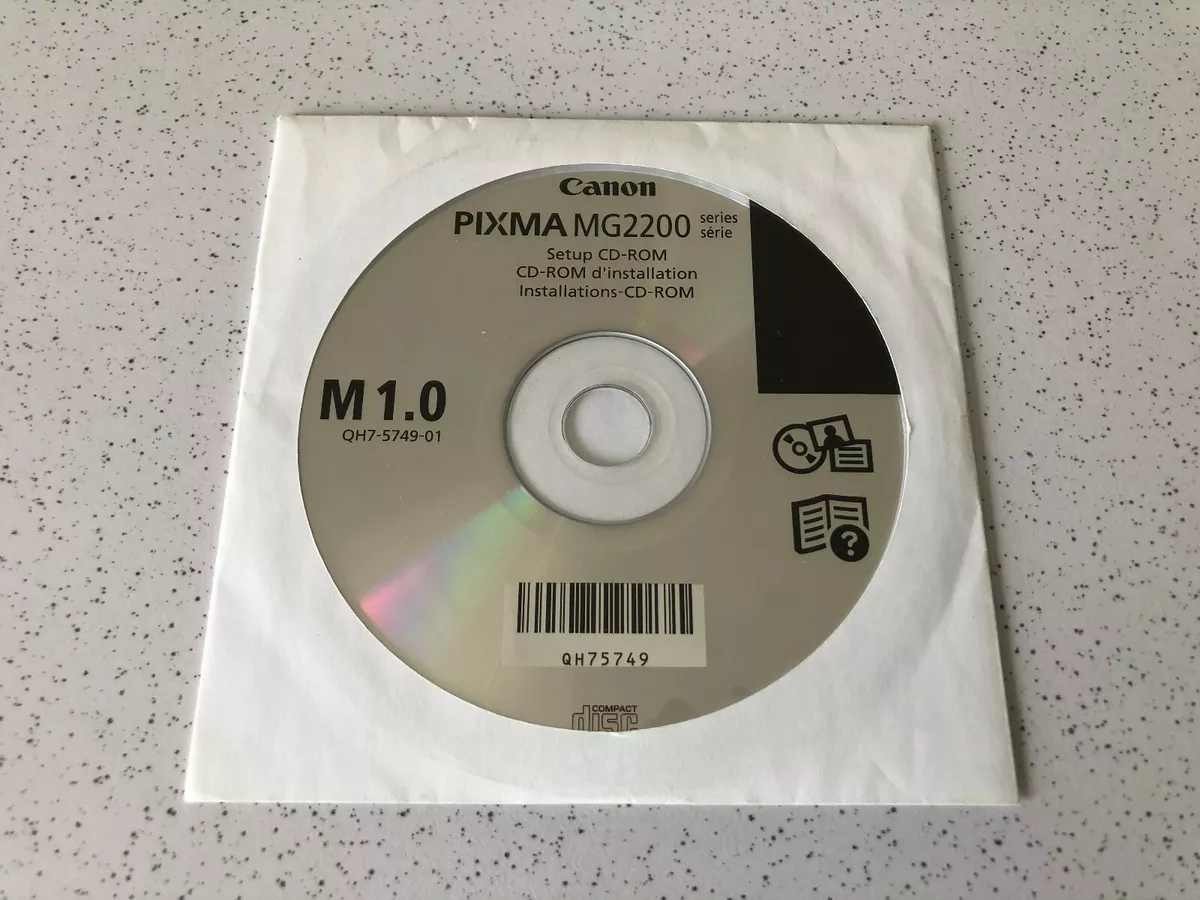 Canon
PIXMA MG2200 series
série
Setup CD-ROM
CD-ROM d'installation
Installations-CD-ROM
M 1.0
QH7-5749-01
?
QH75749
COMPACT
disc